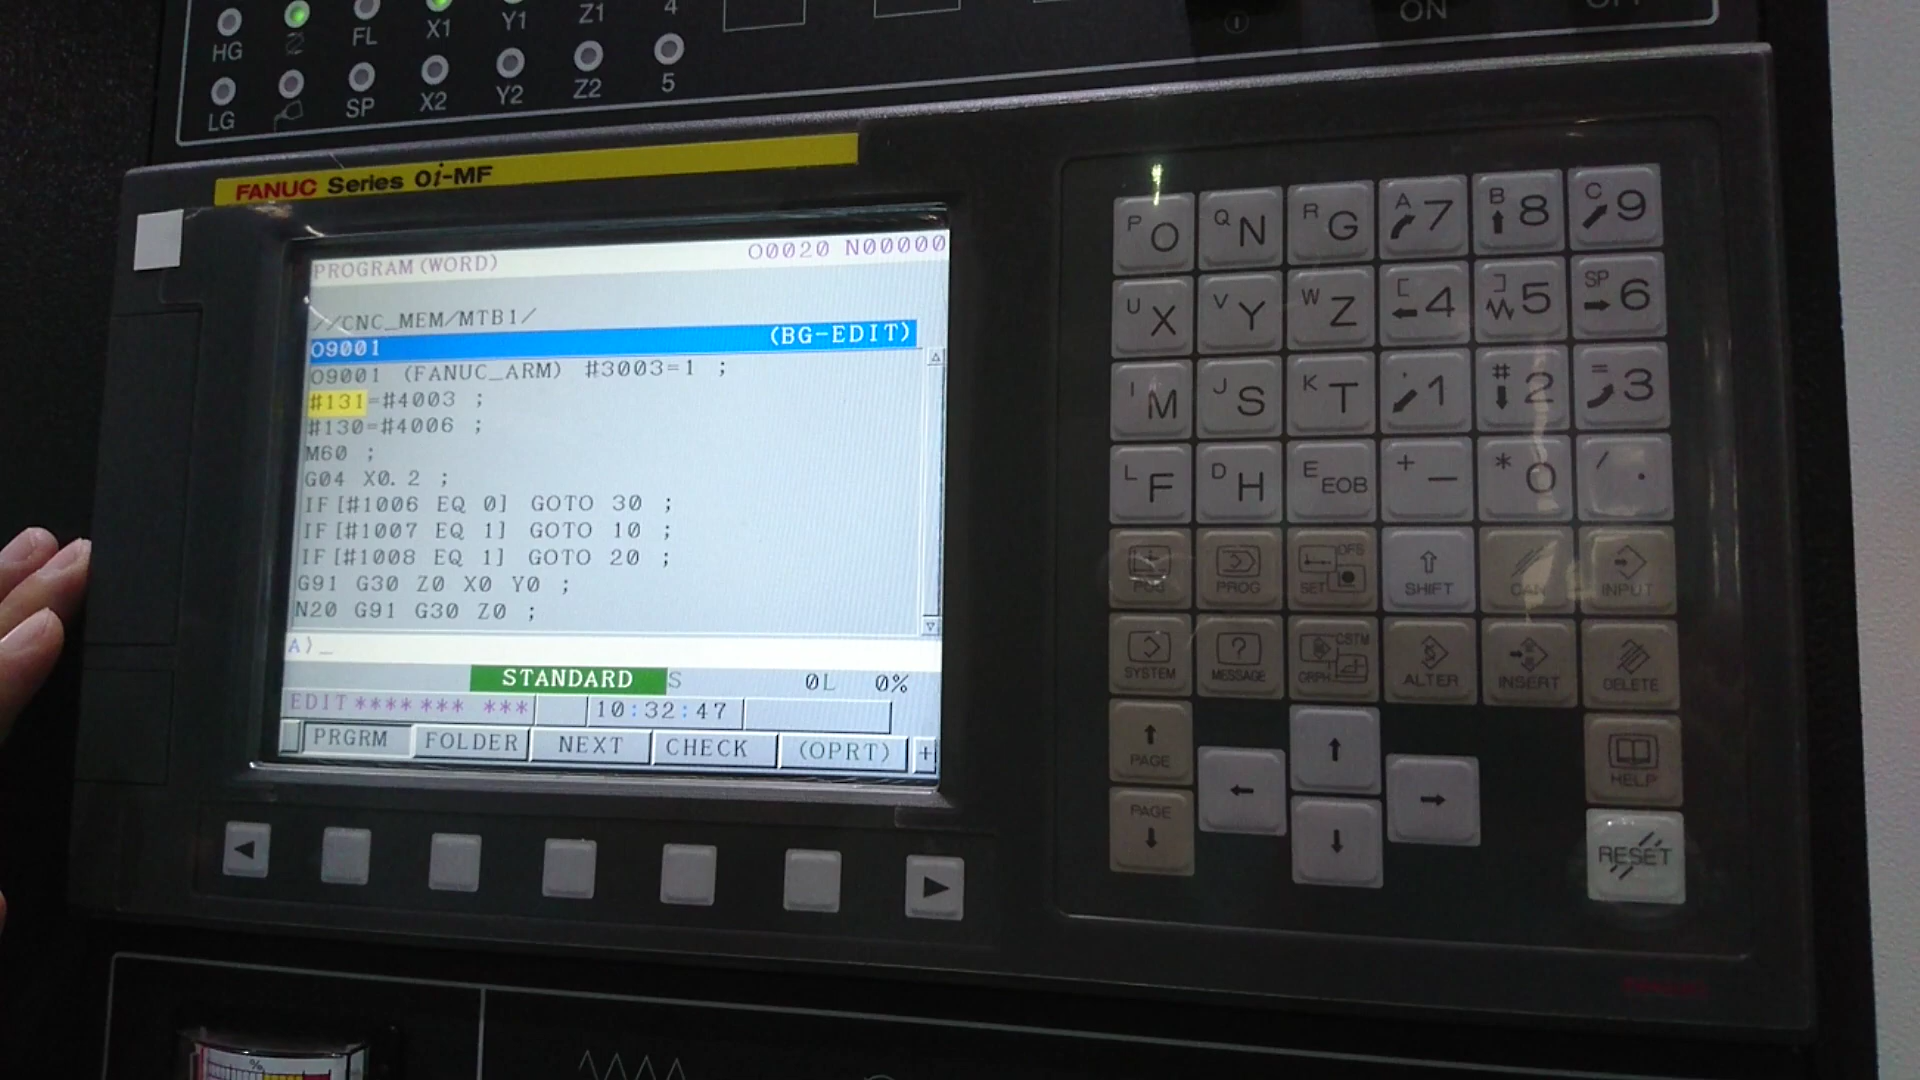 HG FL X1 Y1 Z1 4
LG SP X2 Y2 Z2 5
ON
FANUC Series 0i-MF
PROGRAM(WORD) O0020 N00000
//CNC_MEM/MTB1/
O9001 (BG-EDIT)
O9001 (FANUC_ARM) #3003=1 ;
#131=#4003 ;
#130=#4006 ;
M60 ;
G04 X0.2 ;
IF[#1006 EQ 0] GOTO 30 ;
IF[#1007 EQ 1] GOTO 10 ;
IF[#1008 EQ 1] GOTO 20 ;
G91 G30 Z0 X0 Y0 ;
N20 G91 G30 Z0 ;
A)_
STANDARD S 0L 0%
EDIT**** *** ***
10:32:47
PRGRM FOLDER NEXT CHECK (OPRT) +
P O Q N R G A 7 B 8 C 9
U X V Y W Z [ 4 ] 5 SP 6
I M J S K T , 1 # 2 = 3
L F D H E EOB + - * 0 / .
POS PROG OFS SET SHIFT CAN INPUT
SYSTEM ? MESSAGE CSTM GRPH ALTER INSERT DELETE
PAGE HELP
PAGE RESET
%